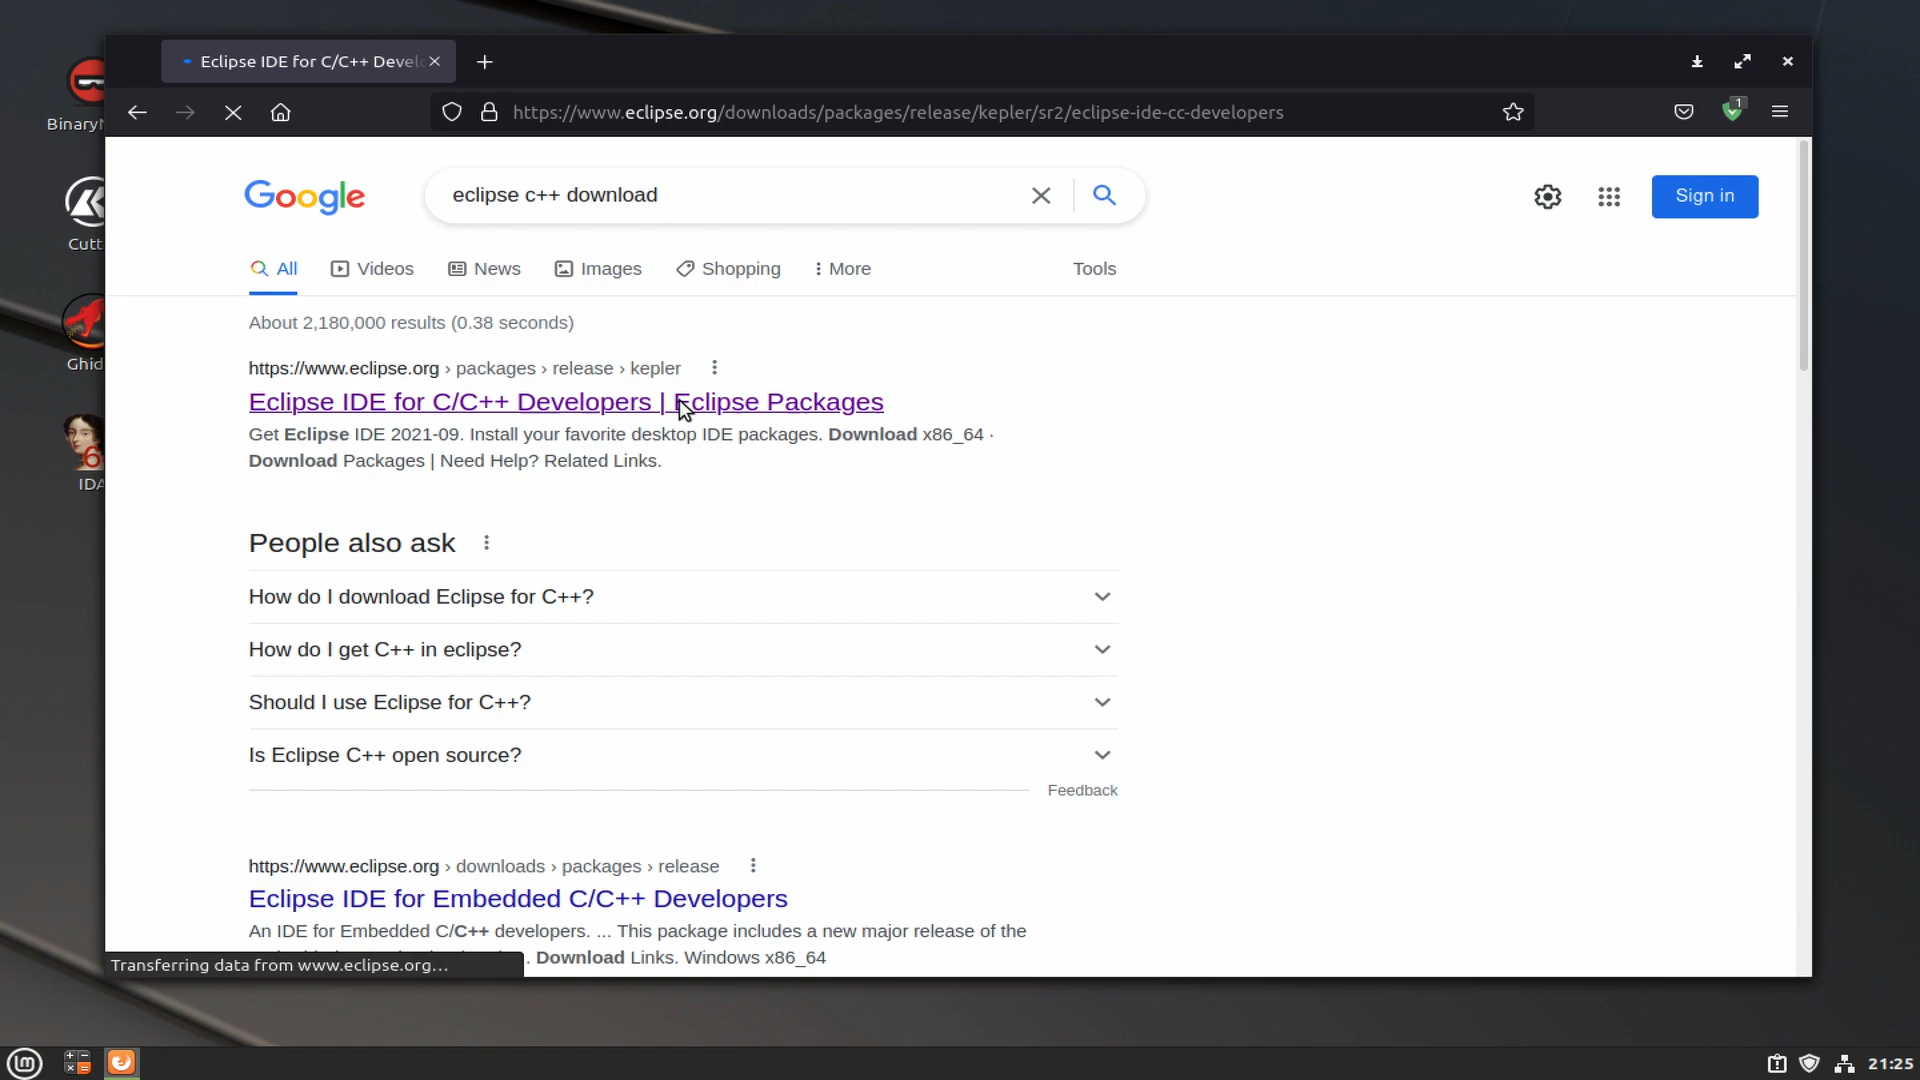 Eclipse IDE for C/C++ Devel
https://www.eclipse.org/downloads/packages/release/kepler/sr2/eclipse-ide-cc-developers
1
Google
eclipse c++ download
Sign in
All
Videos
News
Images
Shopping
More
Tools
About 2,180,000 results (0.38 seconds)
https://www.eclipse.org › packages › release › kepler
Eclipse IDE for C/C++ Developers | Eclipse Packages
Get Eclipse IDE 2021-09. Install your favorite desktop IDE packages. Download x86_64 ·
Download Packages | Need Help? Related Links.
People also ask
How do I download Eclipse for C++?
How do I get C++ in eclipse?
Should I use Eclipse for C++?
Is Eclipse C++ open source?
Feedback
https://www.eclipse.org › downloads › packages › release
Eclipse IDE for Embedded C/C++ Developers
An IDE for Embedded C/C++ developers. ... This package includes a new major release of the
. Download Links. Windows x86_64
Transferring data from www.eclipse.org…
Binary
Cutt
Ghid
6
IDA
lm
21:25